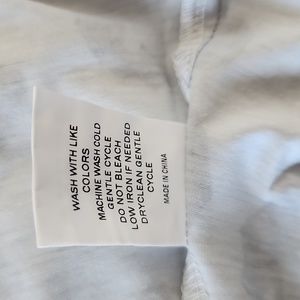 WASH WITH LIKE
COLORS
MACHINE WASH COLD
GENTLE CYCLE
DO NOT BLEACH
LOW IRON IF NEEDED
DRYCLEAN GENTLE
CYCLE
MADE IN CHINA